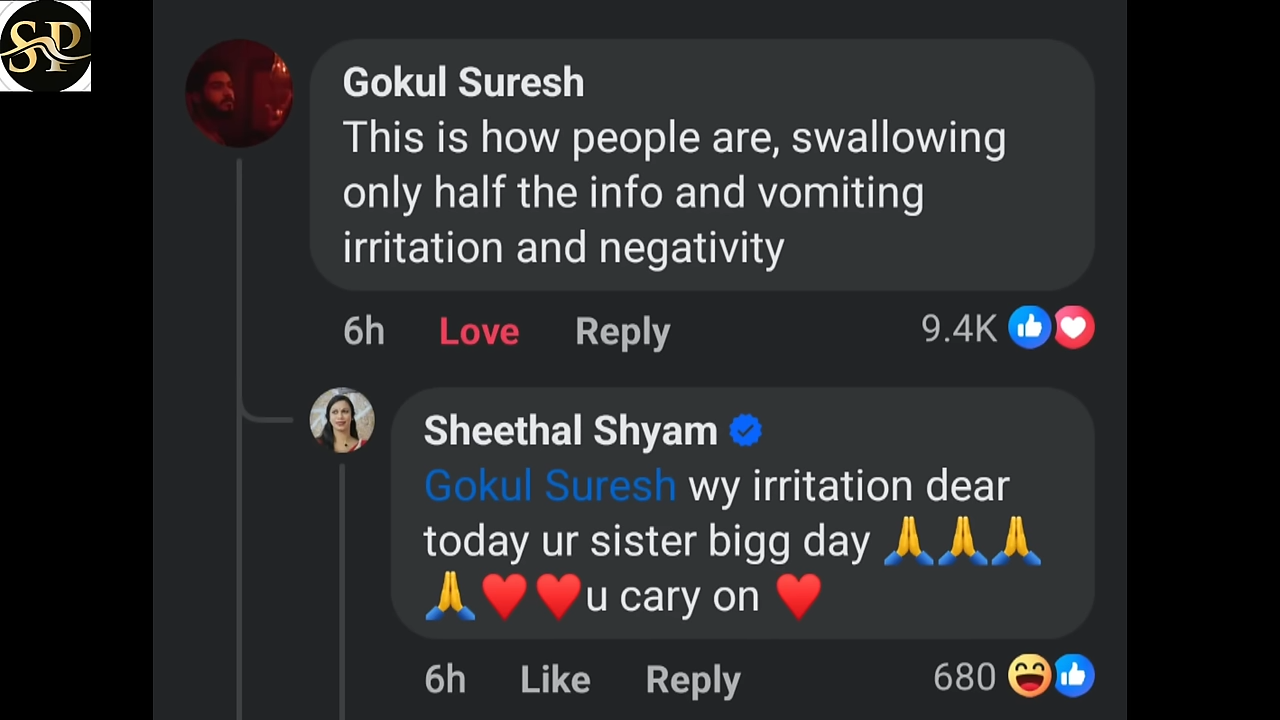 SP
Gokul Suresh
This is how people are, swallowing
only half the info and vomiting
irritation and negativity
6h Love Reply 9.4K
Sheethal Shyam
Gokul Suresh wy irritation dear
today ur sister bigg day 🙏🙏🙏
🙏♥️♥️u cary on ♥️
6h Like Reply 680